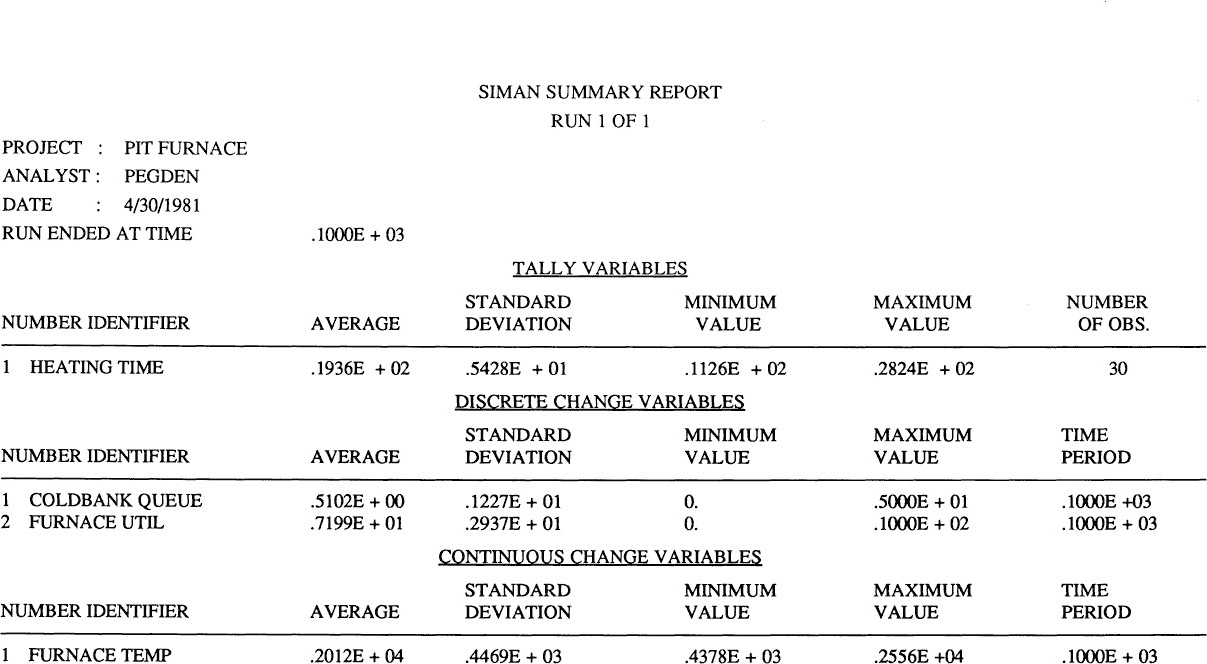 SIMAN SUMMARY REPORT
RUN 1 OF 1
PROJECT : PIT FURNACE
ANALYST : PEGDEN
DATE : 4/30/1981
RUN ENDED AT TIME .1000E + 03
TALLY VARIABLES
STANDARD MINIMUM MAXIMUM NUMBER
NUMBER IDENTIFIER AVERAGE DEVIATION VALUE VALUE OF OBS.
1 HEATING TIME .1936E + 02 .5428E + 01 .1126E + 02 .2824E + 02 30
DISCRETE CHANGE VARIABLES
STANDARD MINIMUM MAXIMUM TIME
NUMBER IDENTIFIER AVERAGE DEVIATION VALUE VALUE PERIOD
1 COLDBANK QUEUE .5102E + 00 .1227E + 01 0. .5000E + 01 .1000E +03
2 FURNACE UTIL .7199E + 01 .2937E + 01 0. .1000E + 02 .1000E + 03
CONTINUOUS CHANGE VARIABLES
STANDARD MINIMUM MAXIMUM TIME
NUMBER IDENTIFIER AVERAGE DEVIATION VALUE VALUE PERIOD
1 FURNACE TEMP .2012E + 04 .4469E + 03 .4378E + 03 .2556E +04 .1000E + 03